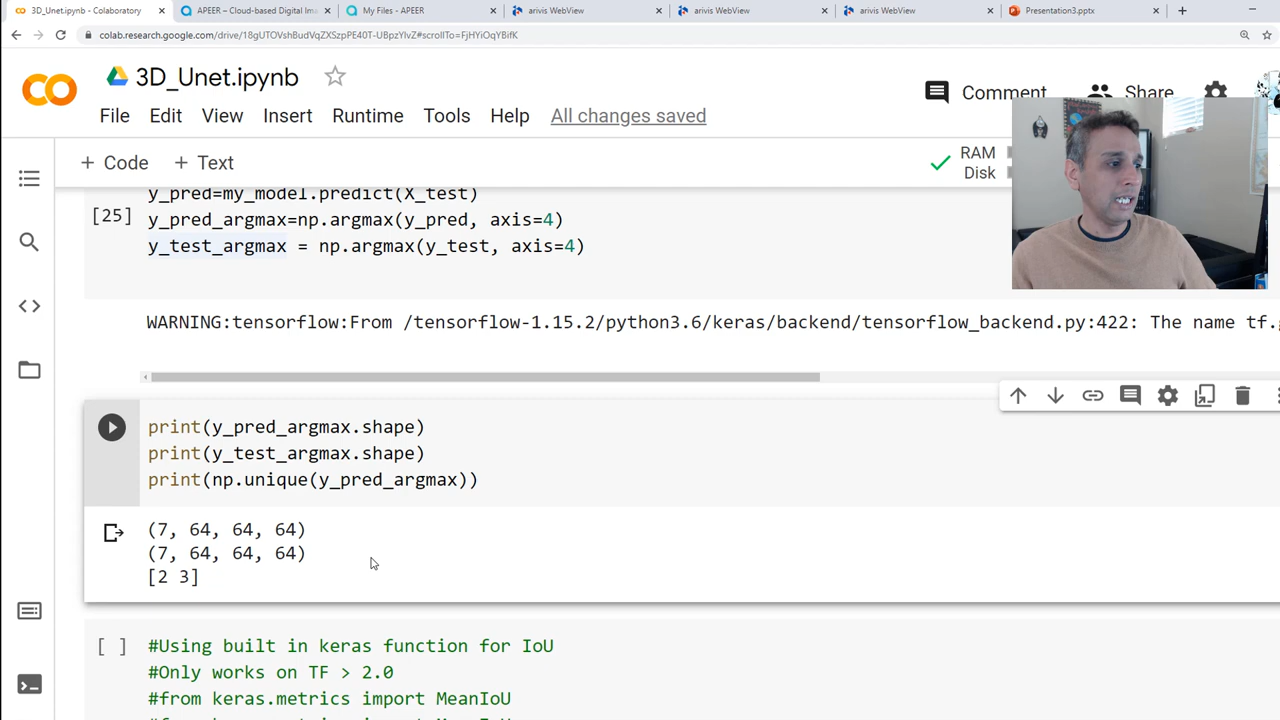 3D_Unet.ipynb - Colaboratory
APEER – Cloud-based Digital Ima
My Files - APEER
arivis WebView
arivis WebView
arivis WebView
Presentation3.pptx
colab.research.google.com/drive/18gUTOVshBudVqZXSzpPE40T-UBpzYlvZ#scrollTo=FjHYiOqYBifK
3D_Unet.ipynb
Comment
Share
File Edit View Insert Runtime Tools Help All changes saved
+ Code + Text
RAM
Disk
y_pred=my_model.predict(X_test)
[25]
y_pred_argmax=np.argmax(y_pred, axis=4)
y_test_argmax = np.argmax(y_test, axis=4)
WARNING:tensorflow:From /tensorflow-1.15.2/python3.6/keras/backend/tensorflow_backend.py:422: The name tf.g
print(y_pred_argmax.shape)
print(y_test_argmax.shape)
print(np.unique(y_pred_argmax))
(7, 64, 64, 64)
(7, 64, 64, 64)
[2 3]
[ ] #Using built in keras function for IoU
#Only works on TF > 2.0
#from keras.metrics import MeanIoU